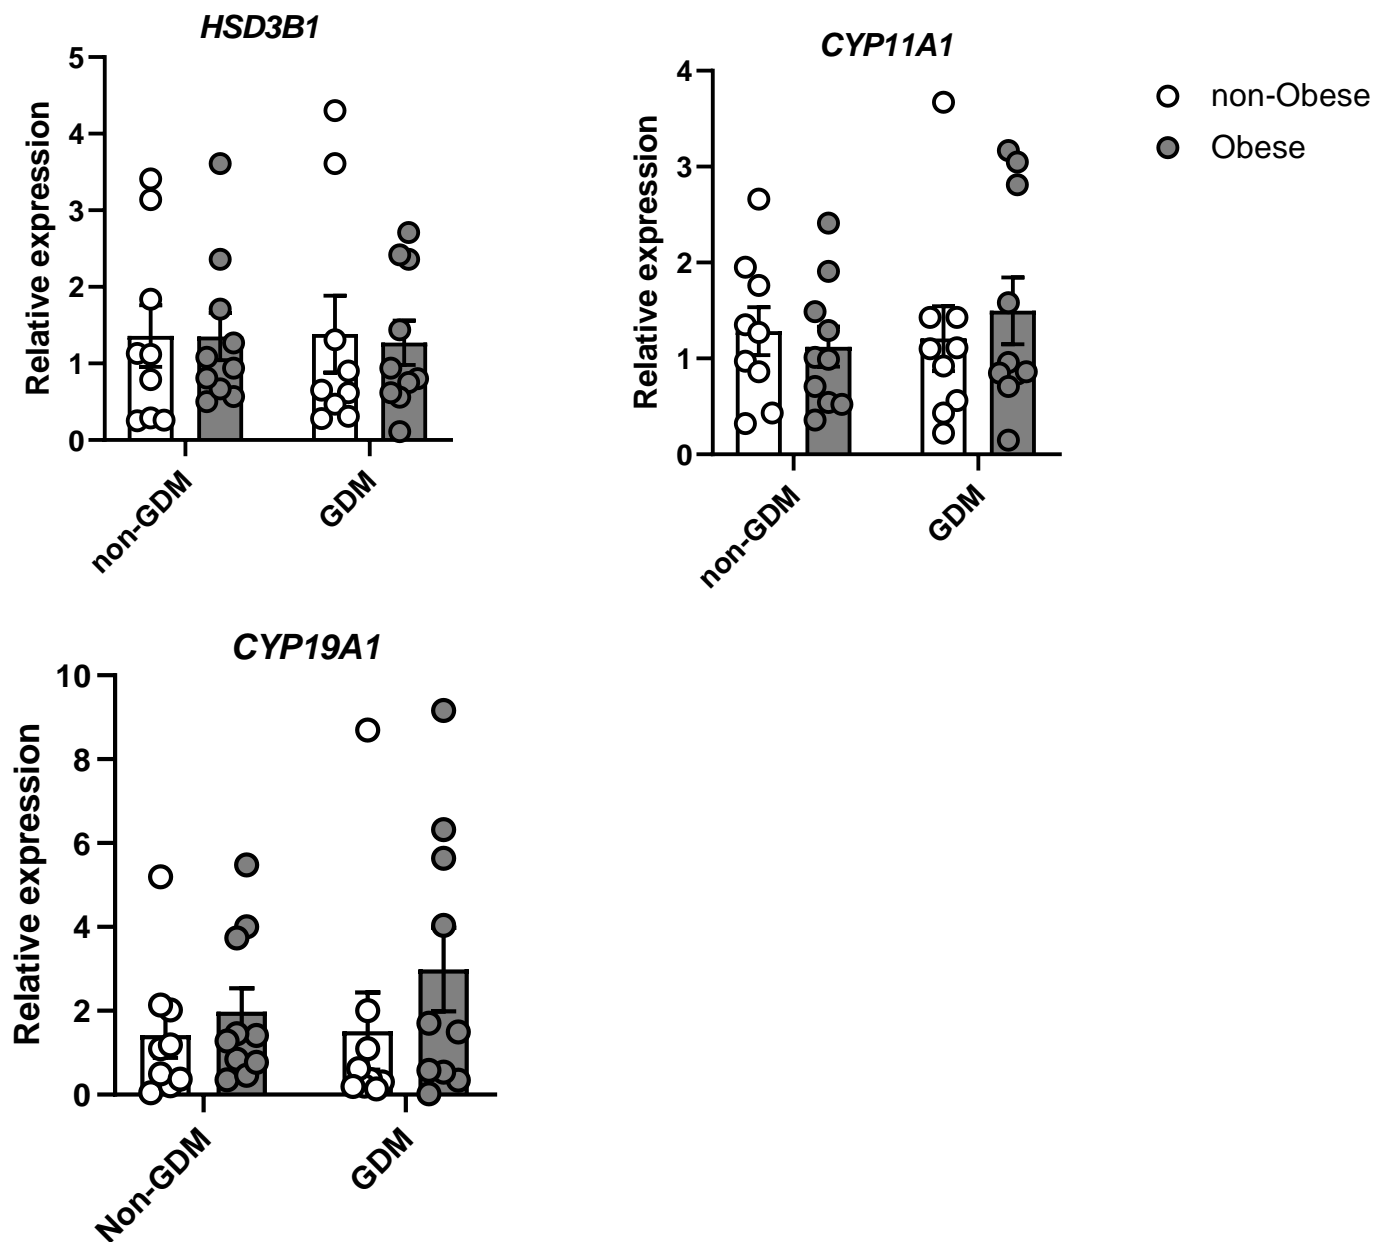 HSD3B1
Relative expression
5
4
3
2
1
0
non-GDM
GDM
CYP11A1
Relative expression
4
3
2
1
0
non-GDM
GDM
non-Obese
Obese
CYP19A1
Relative expression
10
8
6
4
2
0
Non-GDM
GDM